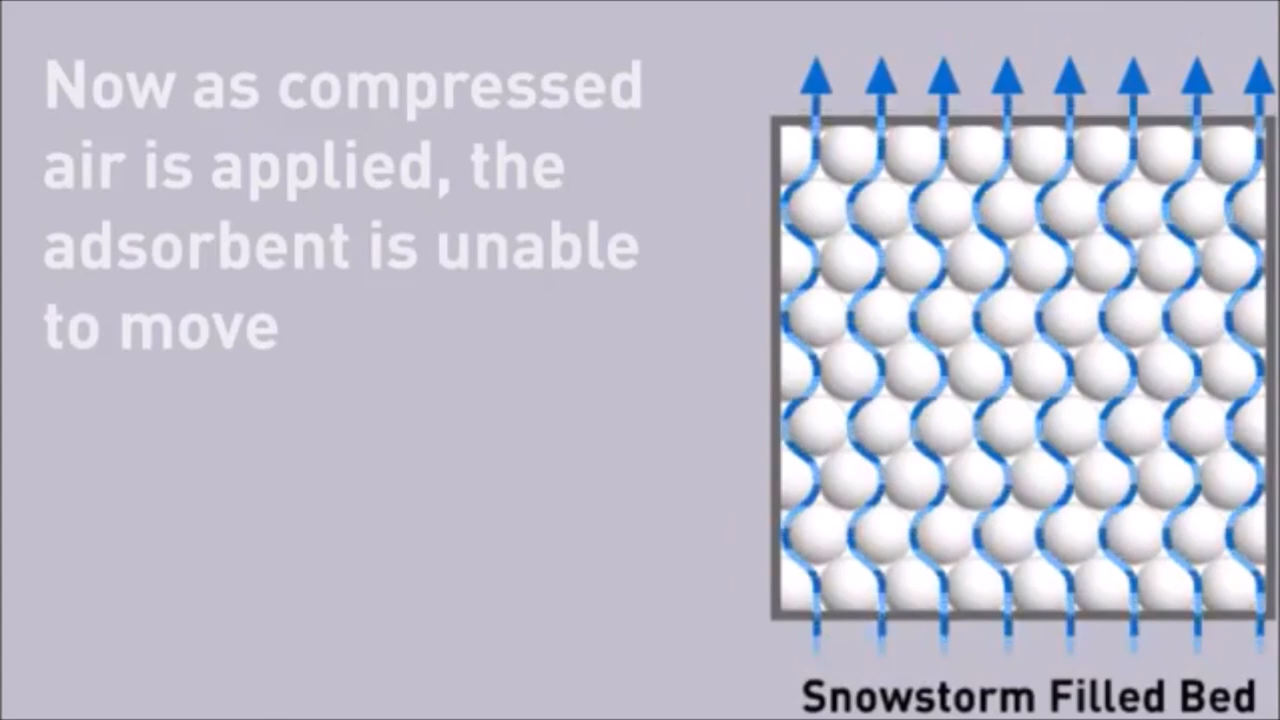 Now as compressed
air is applied, the
adsorbent is unable
to move
Snowstorm Filled Bed